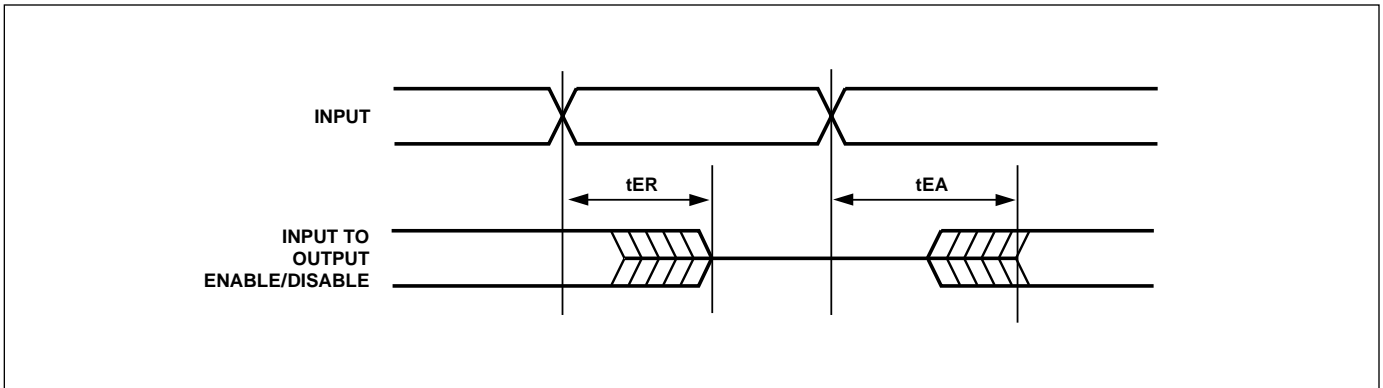 INPUT
tER
tEA
INPUT TO
OUTPUT
ENABLE/DISABLE